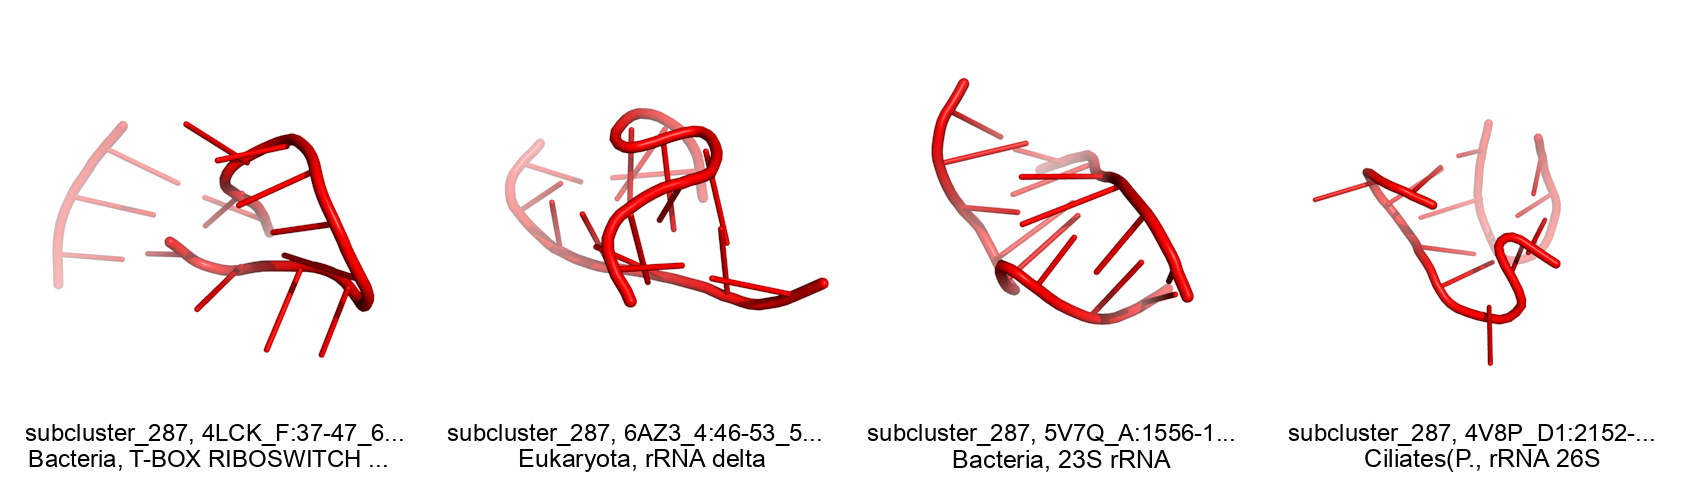 subcluster_287, 4LCK_F:37-47_6...
Bacteria, T-BOX RIBOSWITCH ...
subcluster_287, 6AZ3_4:46-53_5...
Eukaryota, rRNA delta
subcluster_287, 5V7Q_A:1556-1...
Bacteria, 23S rRNA
subcluster_287, 4V8P_D1:2152-...
Ciliates(P., rRNA 26S